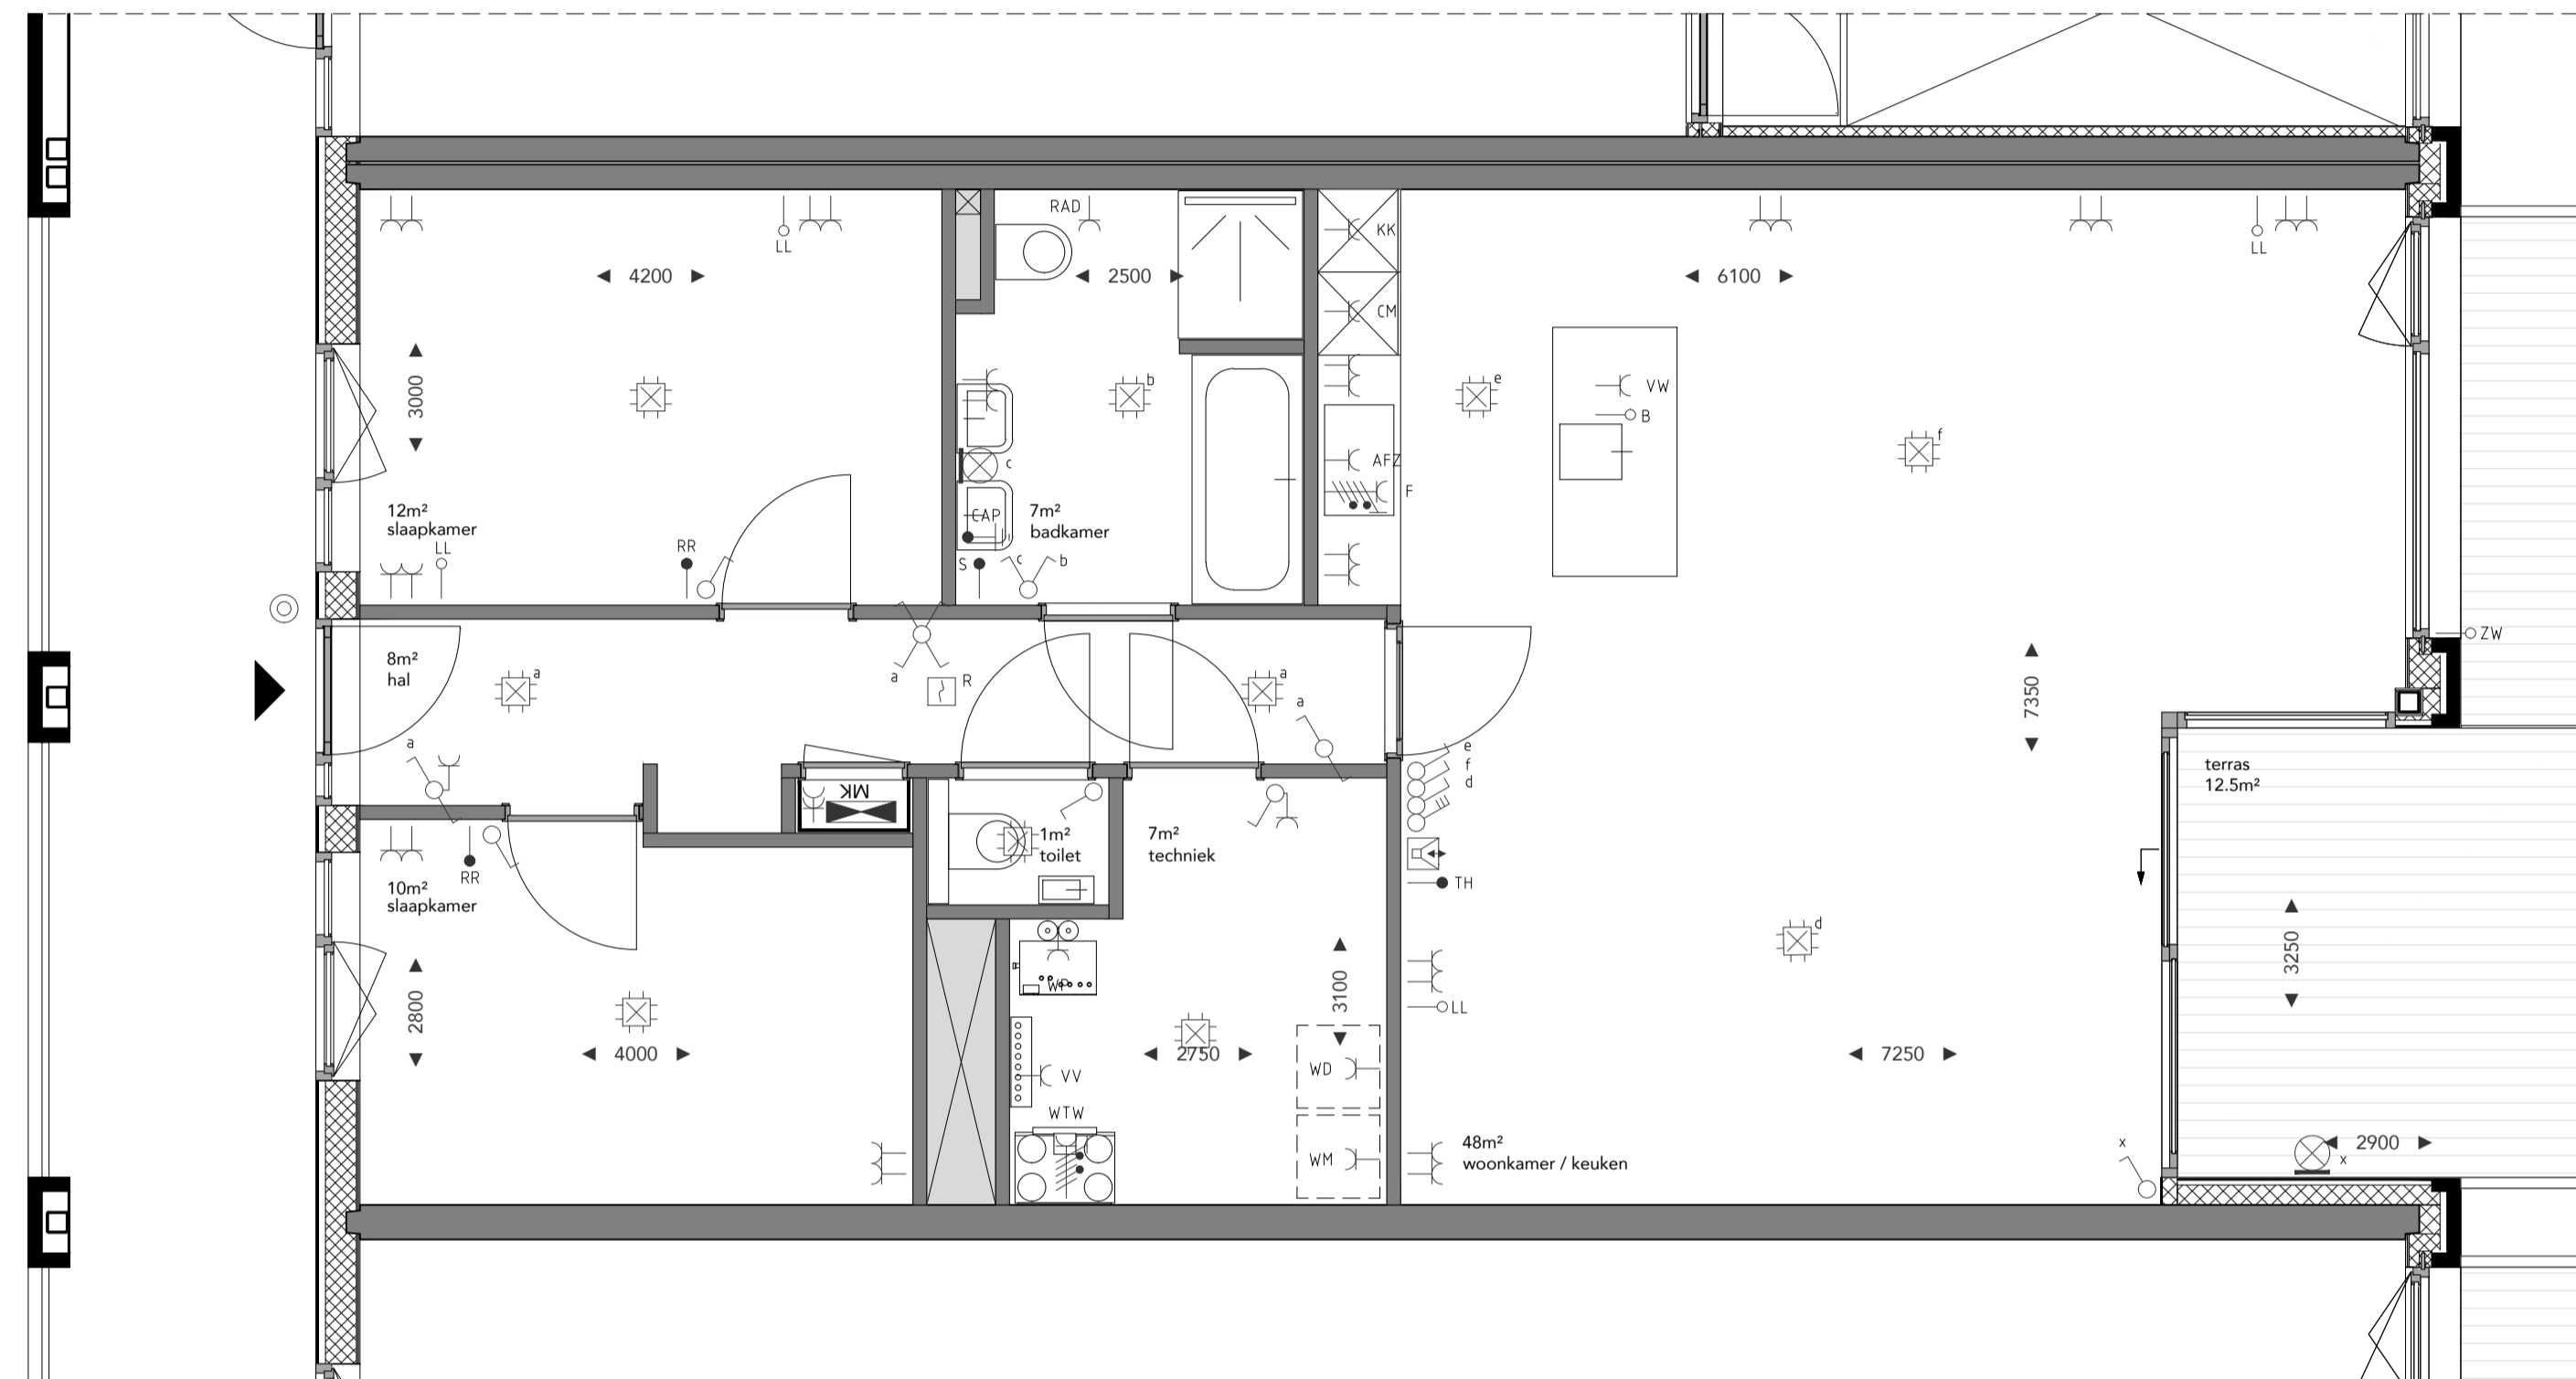 RAD
KK
LL
LL
4200
2500
6100
CM
3000
b
e
VW
B
f
c
AFZ
F
12m²
slaapkamer
CAP
7m²
badkamer
LL
RR
S
c
b
ZW
8m²
hal
a
a
R
a
a
7350
a
e
f
d
MK
terras
12.5m²
1m²
toilet
7m²
techniek
RR
TH
10m²
slaapkamer
d
3250
WP
3100
LL
2800
4000
2750
7250
VV
WD
WTW
WM
48m²
woonkamer / keuken
x
2900
x